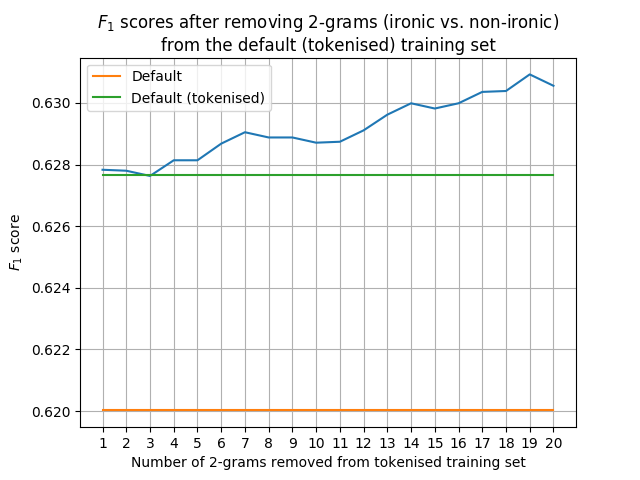 F1 scores after removing 2-grams (ironic vs. non-ironic)
from the default (tokenised) training set
Default
Default (tokenised)
0.630
0.628
0.626
0.624
0.622
0.620
F1 score
1 2 3 4 5 6 7 8 9 10 11 12 13 14 15 16 17 18 19 20
Number of 2-grams removed from tokenised training set